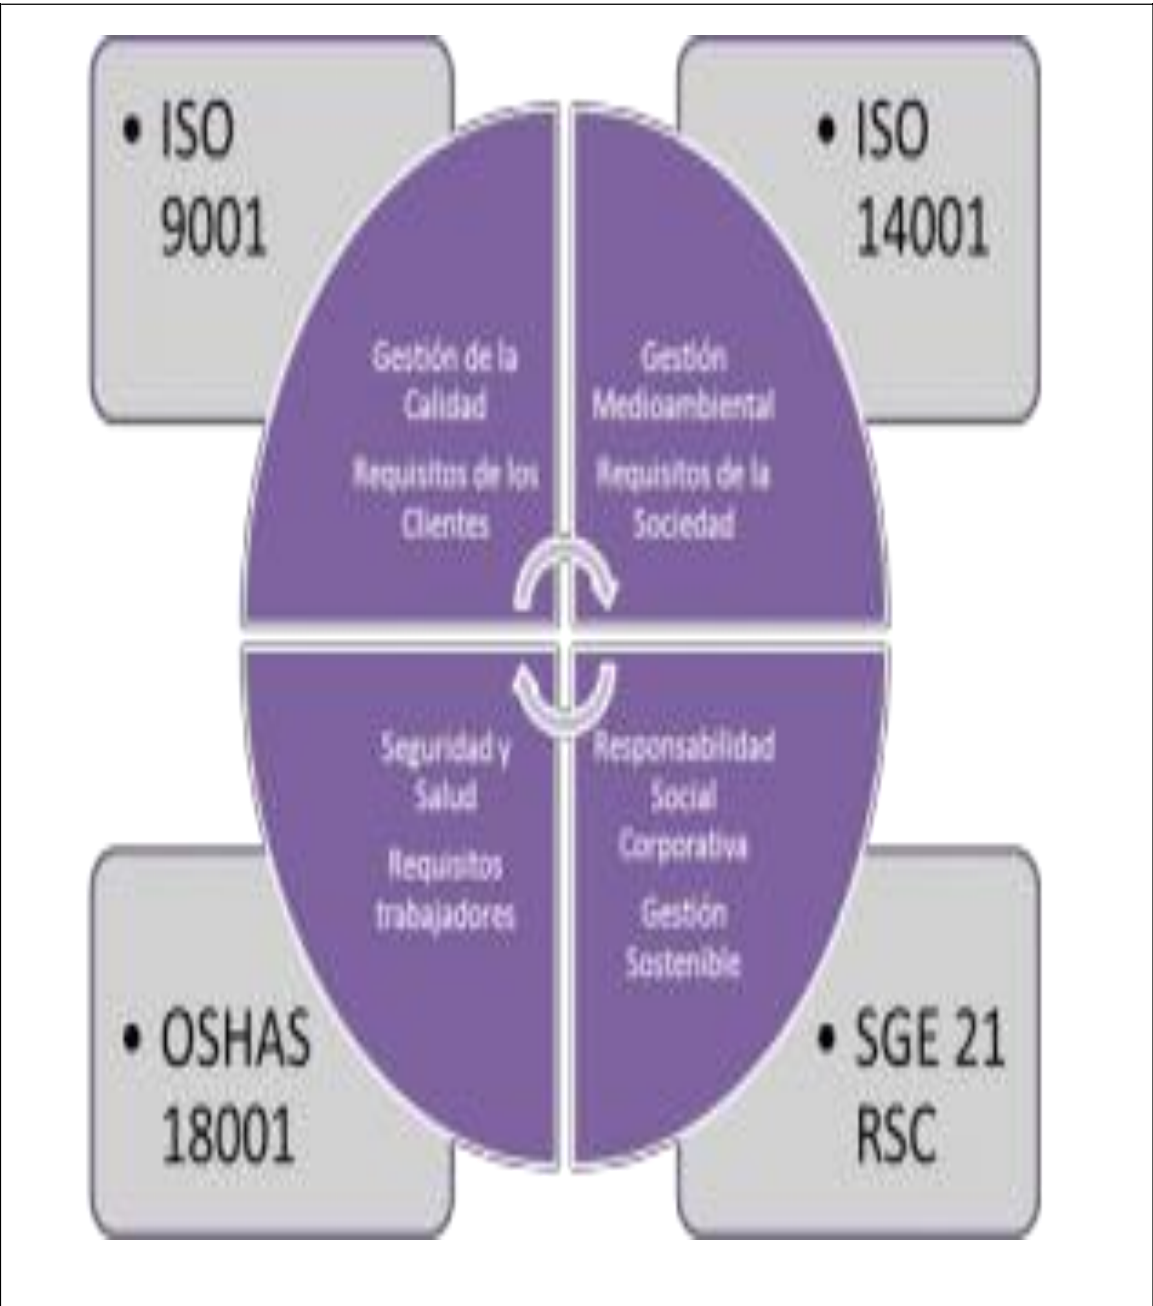 • ISO
9001
• ISO
14001
Gestión de la
Calidad
Requisitos de los
Clientes
Gestión
Medioambiental
Requisitos de la
Sociedad
Seguridad y
Salud
Requisitos
trabajadores
Responsabilidad
Social
Corporativa
Gestión
Sostenible
• OSHAS
18001
• SGE 21
RSC